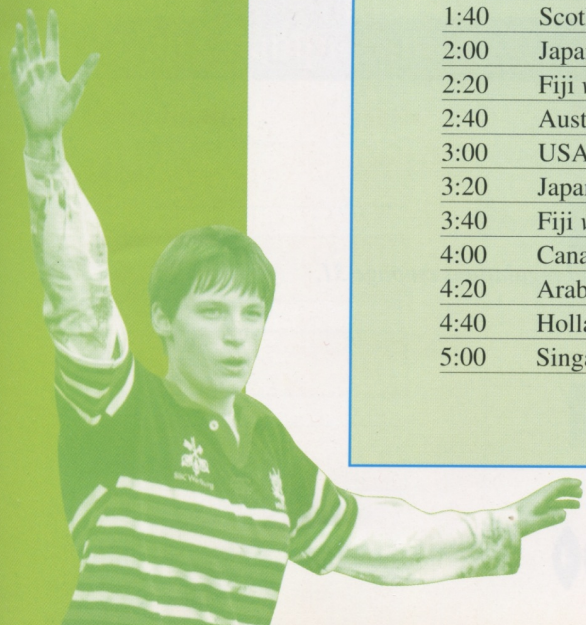 1:40 Scot
2:00 Japa
2:20 Fiji v
2:40 Aust
3:00 USA
3:20 Japan
3:40 Fiji v
4:00 Cana
4:20 Arab
4:40 Holla
5:00 Singa